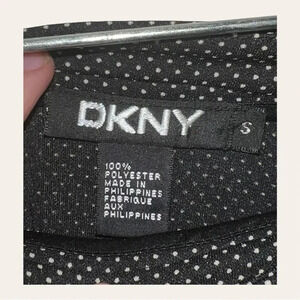 DKNY
S
100%
POLYESTER
MADE IN
PHILIPPINES
FABRIQUE
AUX
PHILIPPINES